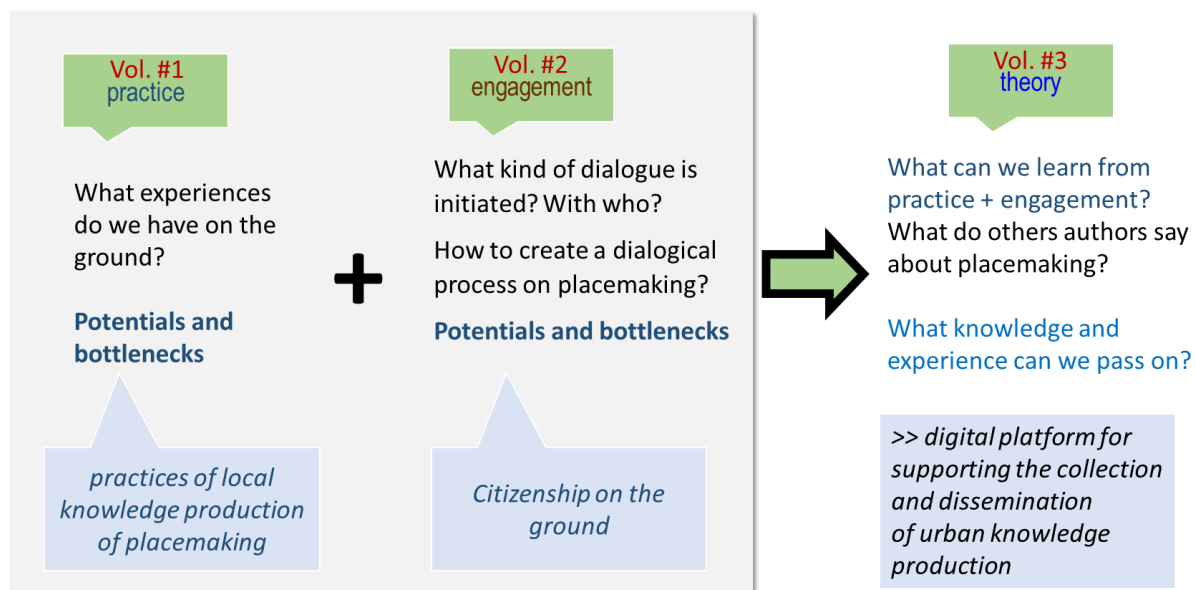 Vol. #1
practice
What experiences
do we have on the
ground?
Potentials and
bottlenecks
practices of local
knowledge production
of placemaking
+
Vol. #2
engagement
What kind of dialogue is
initiated? With who?
How to create a dialogical
process on placemaking?
Potentials and bottlenecks
Citizenship on the
ground
Vol. #3
theory
What can we learn from
practice + engagement?
What do others authors say
about placemaking?
What knowledge and
experience can we pass on?
>> digital platform for
supporting the collection
and dissemination
of urban knowledge
production